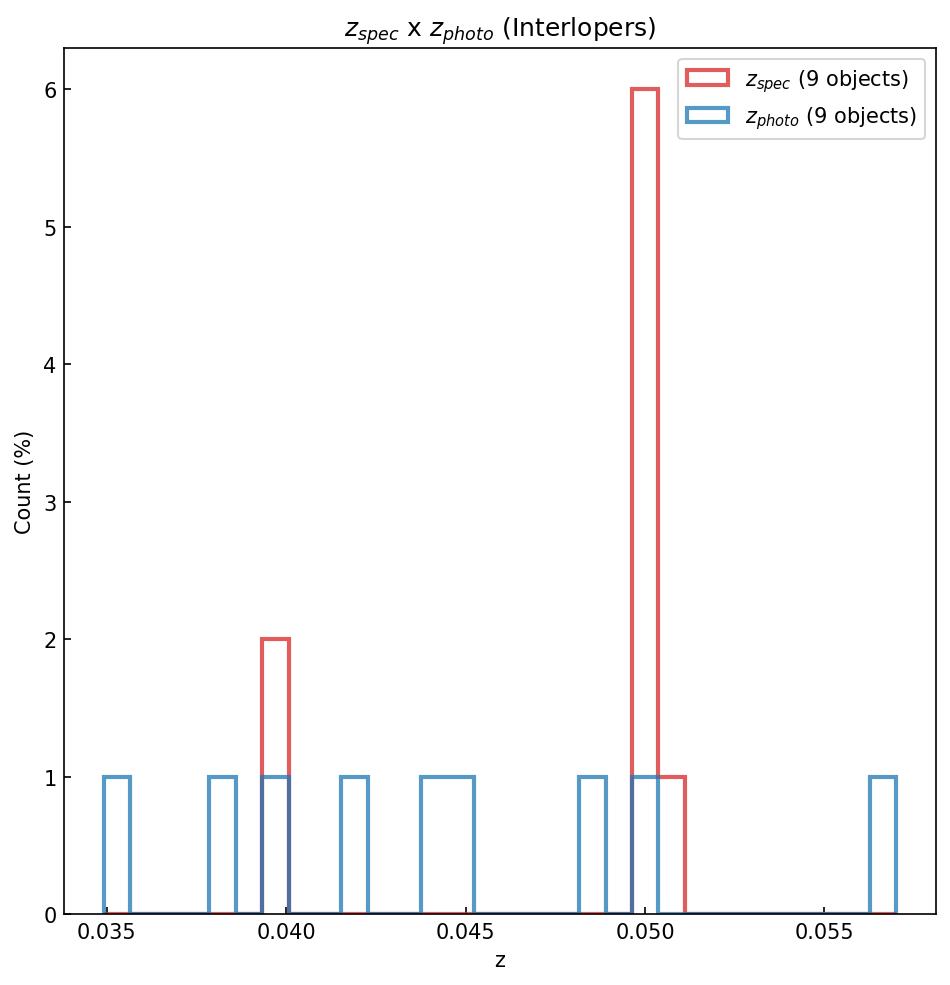 z_spec x z_photo (Interlopers)
z_spec (9 objects)
z_photo (9 objects)
Count (%)
6
5
4
3
2
1
0
0.035 0.040 0.045 0.050 0.055
z